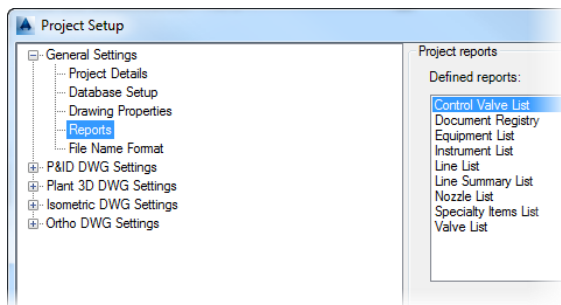 Project Setup
General Settings
Project Details
Database Setup
Drawing Properties
Reports
File Name Format
P&ID DWG Settings
Plant 3D DWG Settings
Isometric DWG Settings
Ortho DWG Settings
Project reports
Defined reports:
Control Valve List
Document Registry
Equipment List
Instrument List
Line List
Line Summary List
Nozzle List
Specialty Items List
Valve List